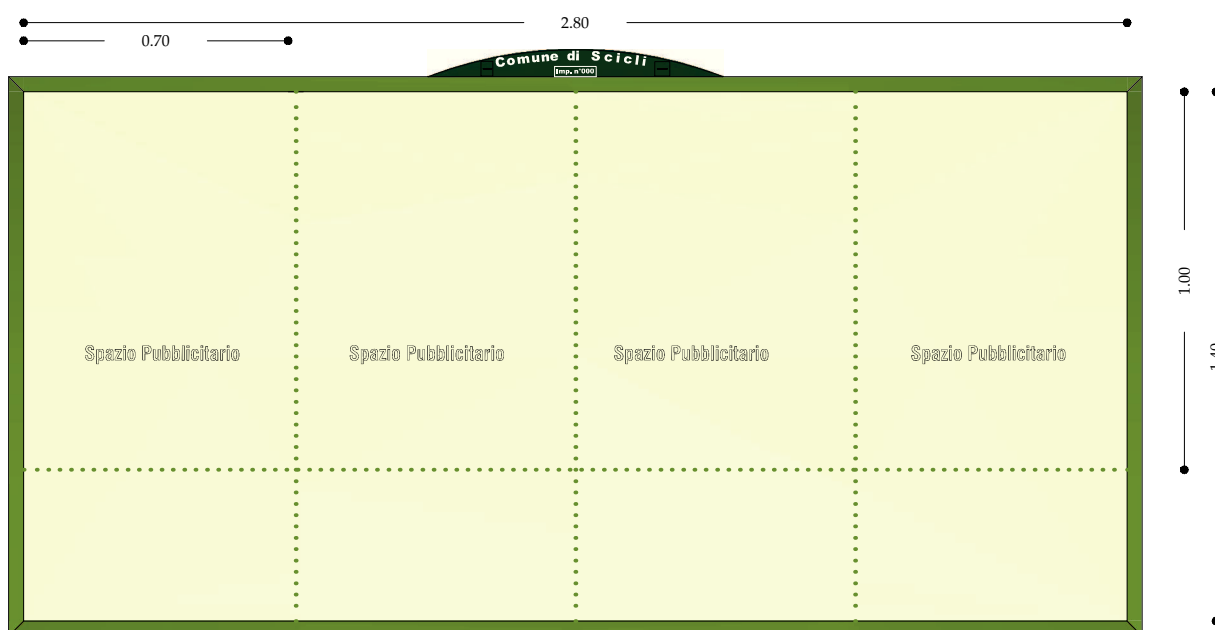 2.80
0.70
Comune di Scicli
Imp. n°000
1.00
Spazio Pubblicitario Spazio Pubblicitario Spazio Pubblicitario Spazio Pubblicitario